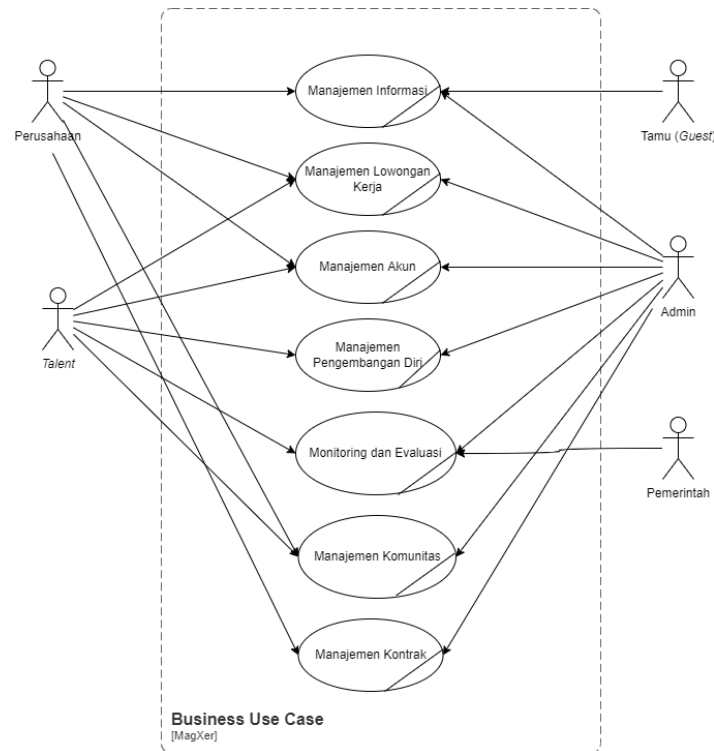 Manajemen Informasi
Perusahaan
Tamu (Guest)
Manajemen Lowongan
Kerja
Manajemen Akun
Admin
Talent
Manajemen
Pengembangan Diri
Monitoring dan Evaluasi
Pemerintah
Manajemen Komunitas
Manajemen Kontrak
Business Use Case
[MagXer]